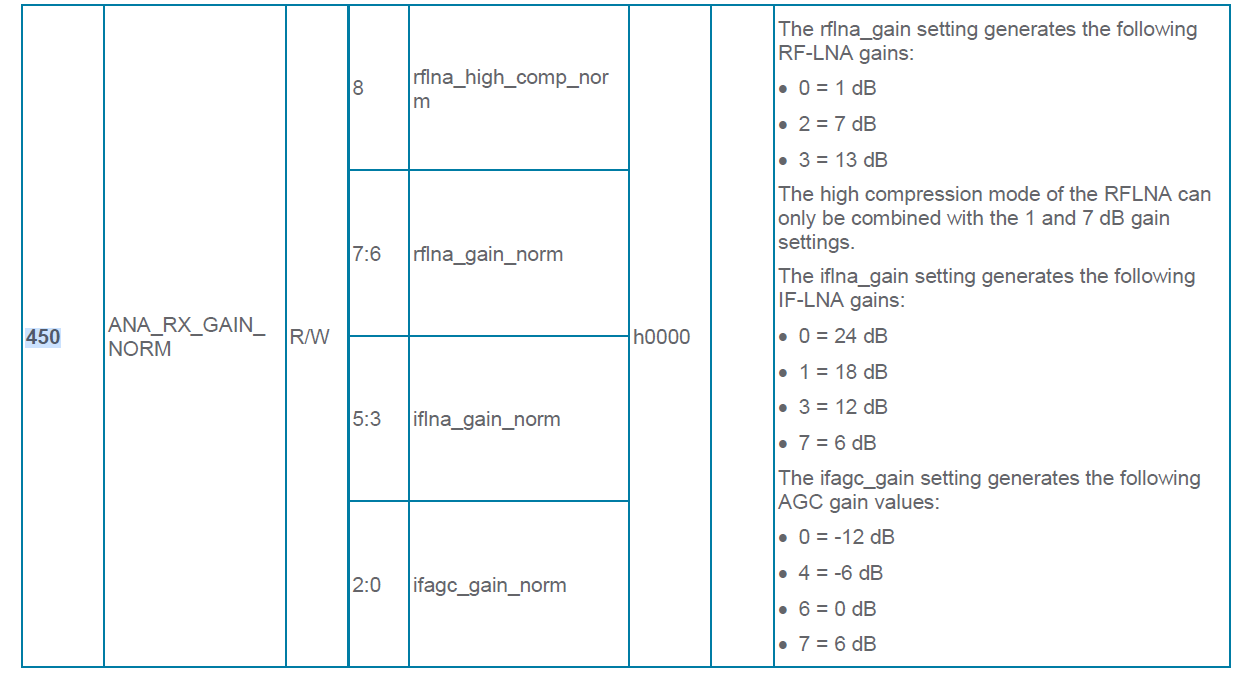 450
ANA_RX_GAIN_
NORM
R/W
8
rflna_high_comp_nor
m
7:6
rflna_gain_norm
5:3
iflna_gain_norm
2:0
ifagc_gain_norm
h0000
The rflna_gain setting generates the following
RF-LNA gains:
• 0 = 1 dB
• 2 = 7 dB
• 3 = 13 dB
The high compression mode of the RFLNA can
only be combined with the 1 and 7 dB gain
settings.
The iflna_gain setting generates the following
IF-LNA gains:
• 0 = 24 dB
• 1 = 18 dB
• 3 = 12 dB
• 7 = 6 dB
The ifagc_gain setting generates the following
AGC gain values:
• 0 = -12 dB
• 4 = -6 dB
• 6 = 0 dB
• 7 = 6 dB